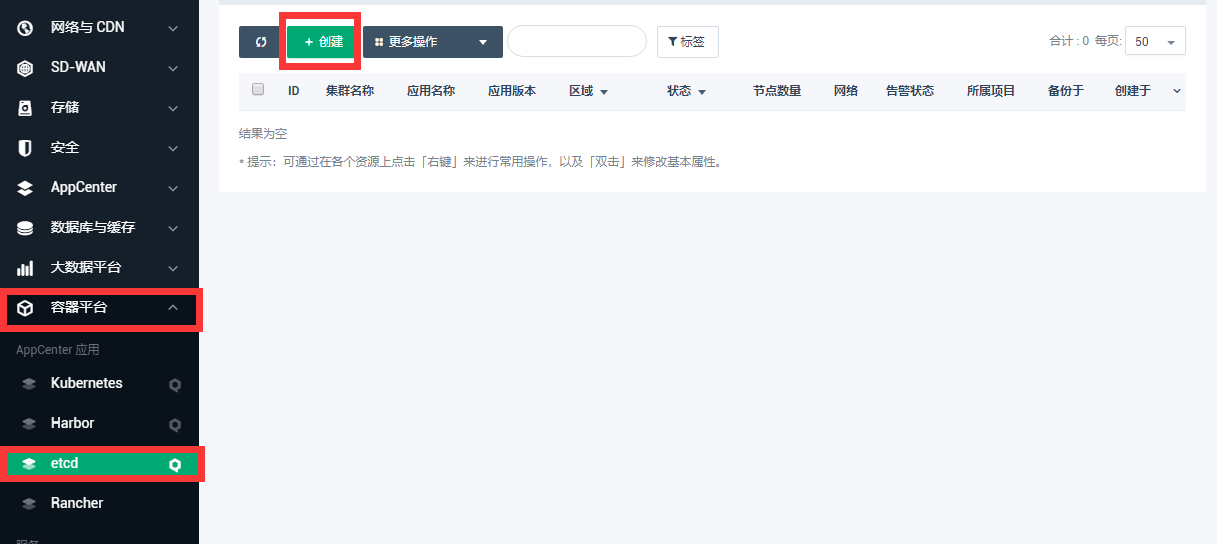 网络与 CDN
SD-WAN
存储
安全
AppCenter
数据库与缓存
大数据平台
容器平台
AppCenter 应用
Kubernetes
Harbor
etcd
Rancher
+ 创建 更多操作 标签 合计 : 0 每页: 50
ID 集群名称 应用名称 应用版本 区域 状态 节点数量 网络 告警状态 所属项目 备份于 创建于
结果为空
* 提示：可通过在各个资源上点击「右键」来进行常用操作，以及「双击」来修改基本属性。